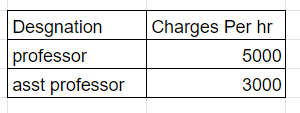 Desgnation Charges Per hr
professor 5000
asst professor 3000